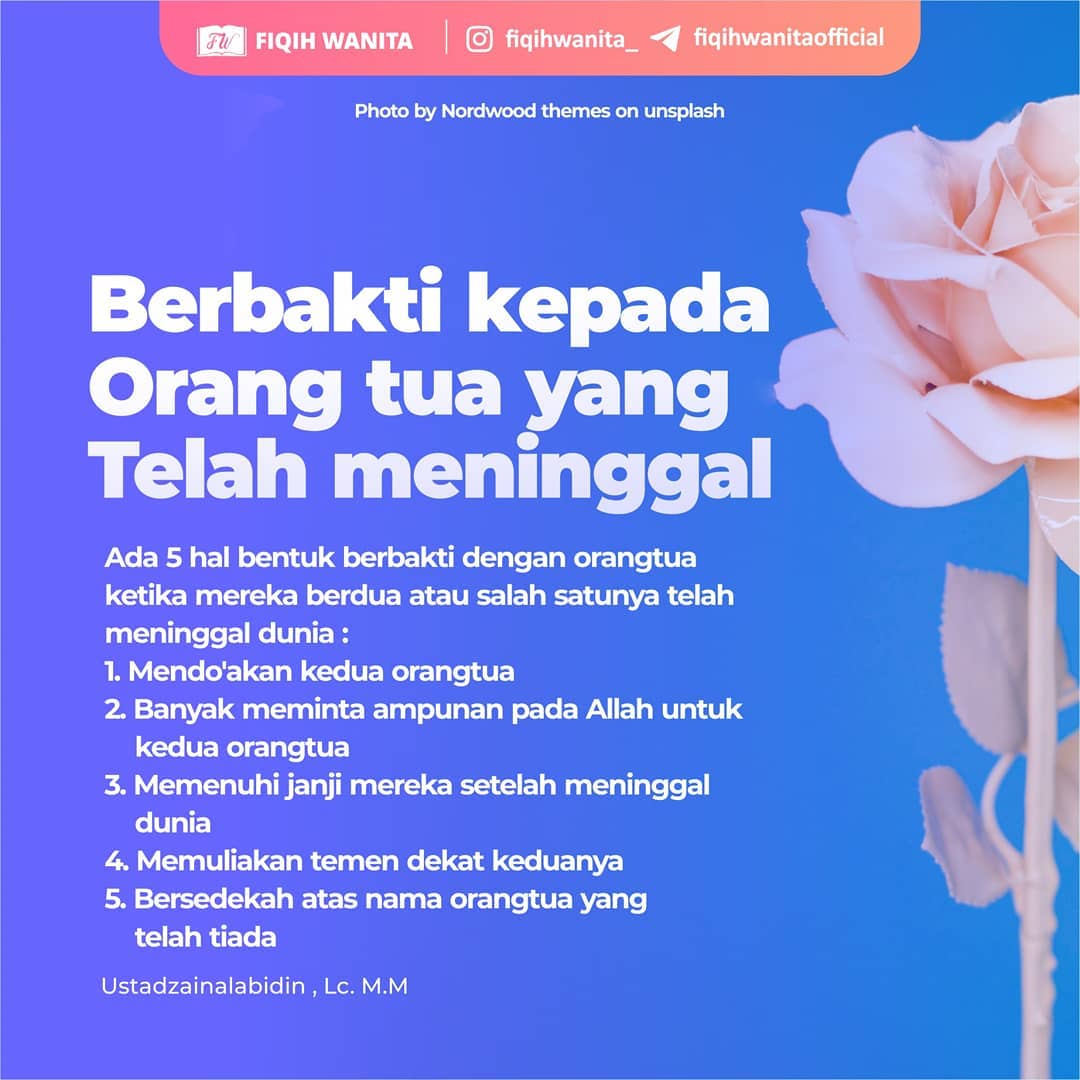 FW FIQIH WANITA | fiqihwanita_ fiqihwanitaofficial
Photo by Nordwood themes on unsplash
Berbakti kepada
Orang tua yang
Telah meninggal
Ada 5 hal bentuk berbakti dengan orangtua
ketika mereka berdua atau salah satunya telah
meninggal dunia :
1. Mendo'akan kedua orangtua
2. Banyak meminta ampunan pada Allah untuk
kedua orangtua
3. Memenuhi janji mereka setelah meninggal
dunia
4. Memuliakan temen dekat keduanya
5. Bersedekah atas nama orangtua yang
telah tiada
Ustadzainalabidin , Lc. M.M